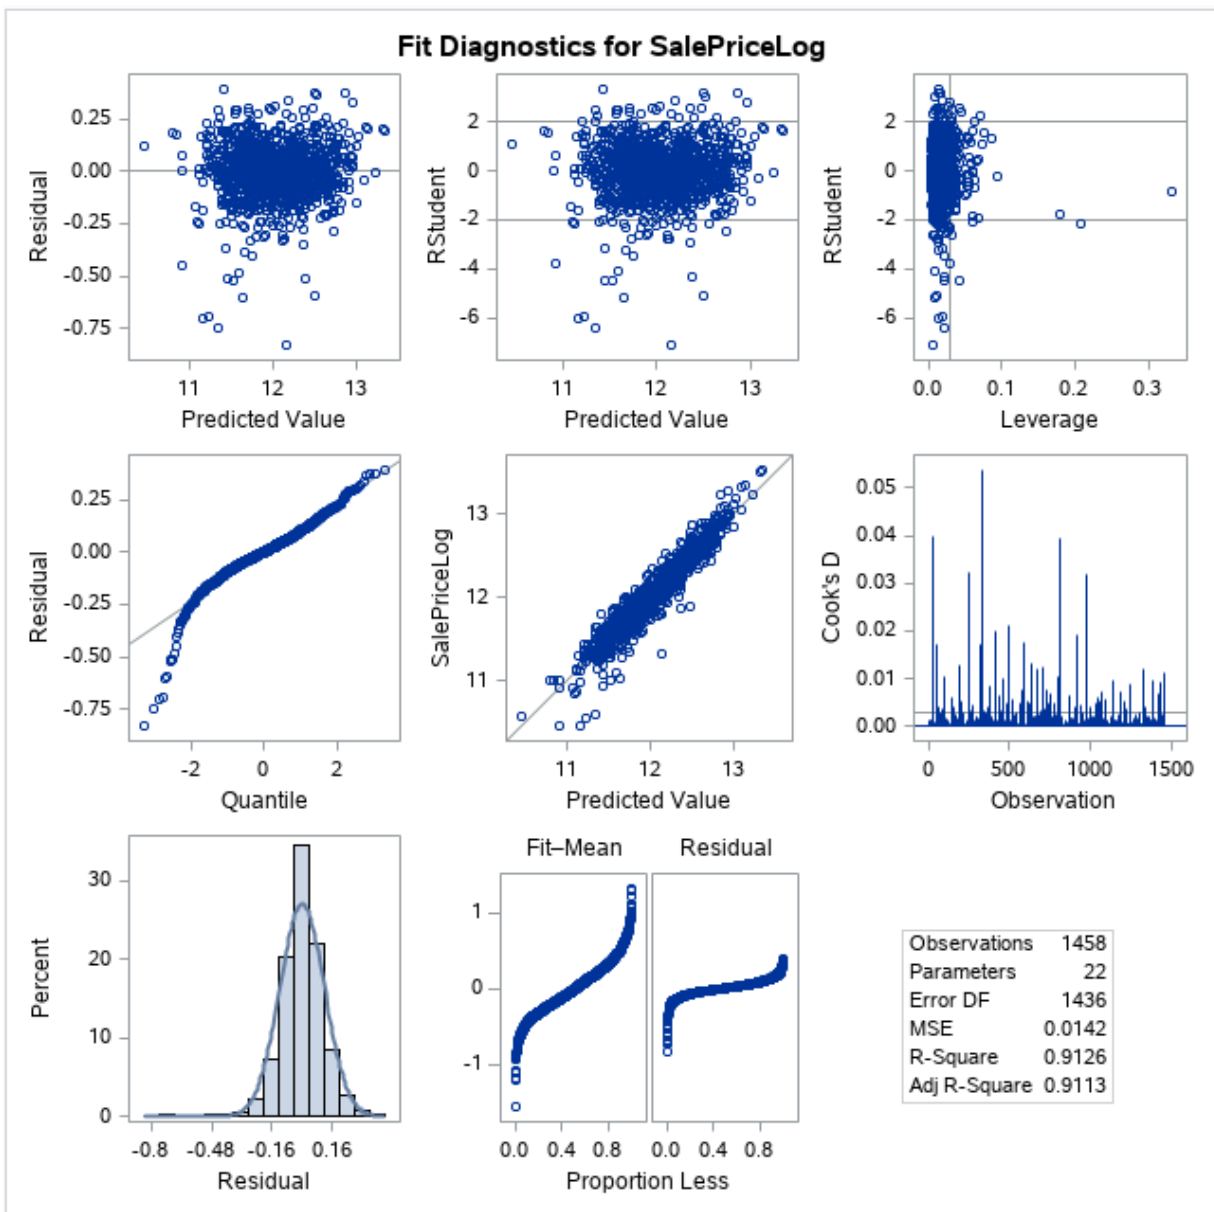 Fit Diagnostics for SalePriceLog
Residual
0.25
0.00
-0.25
-0.50
-0.75
11 12 13
Predicted Value
RStudent
2
0
-2
-4
-6
11 12 13
Predicted Value
RStudent
2
0
-2
-4
-6
0.0 0.1 0.2 0.3
Leverage
Residual
0.25
0.00
-0.25
-0.50
-0.75
-2 0 2
Quantile
SalePriceLog
13
12
11
11 12 13
Predicted Value
Cook's D
0.05
0.04
0.03
0.02
0.01
0.00
0 500 1000 1500
Observation
Percent
30
20
10
0
-0.8 -0.48 -0.16 0.16
Residual
Fit–Mean Residual
1
0
-1
0.0 0.4 0.8 0.0 0.4 0.8
Proportion Less
Observations 1458
Parameters 22
Error DF 1436
MSE 0.0142
R-Square 0.9126
Adj R-Square 0.9113